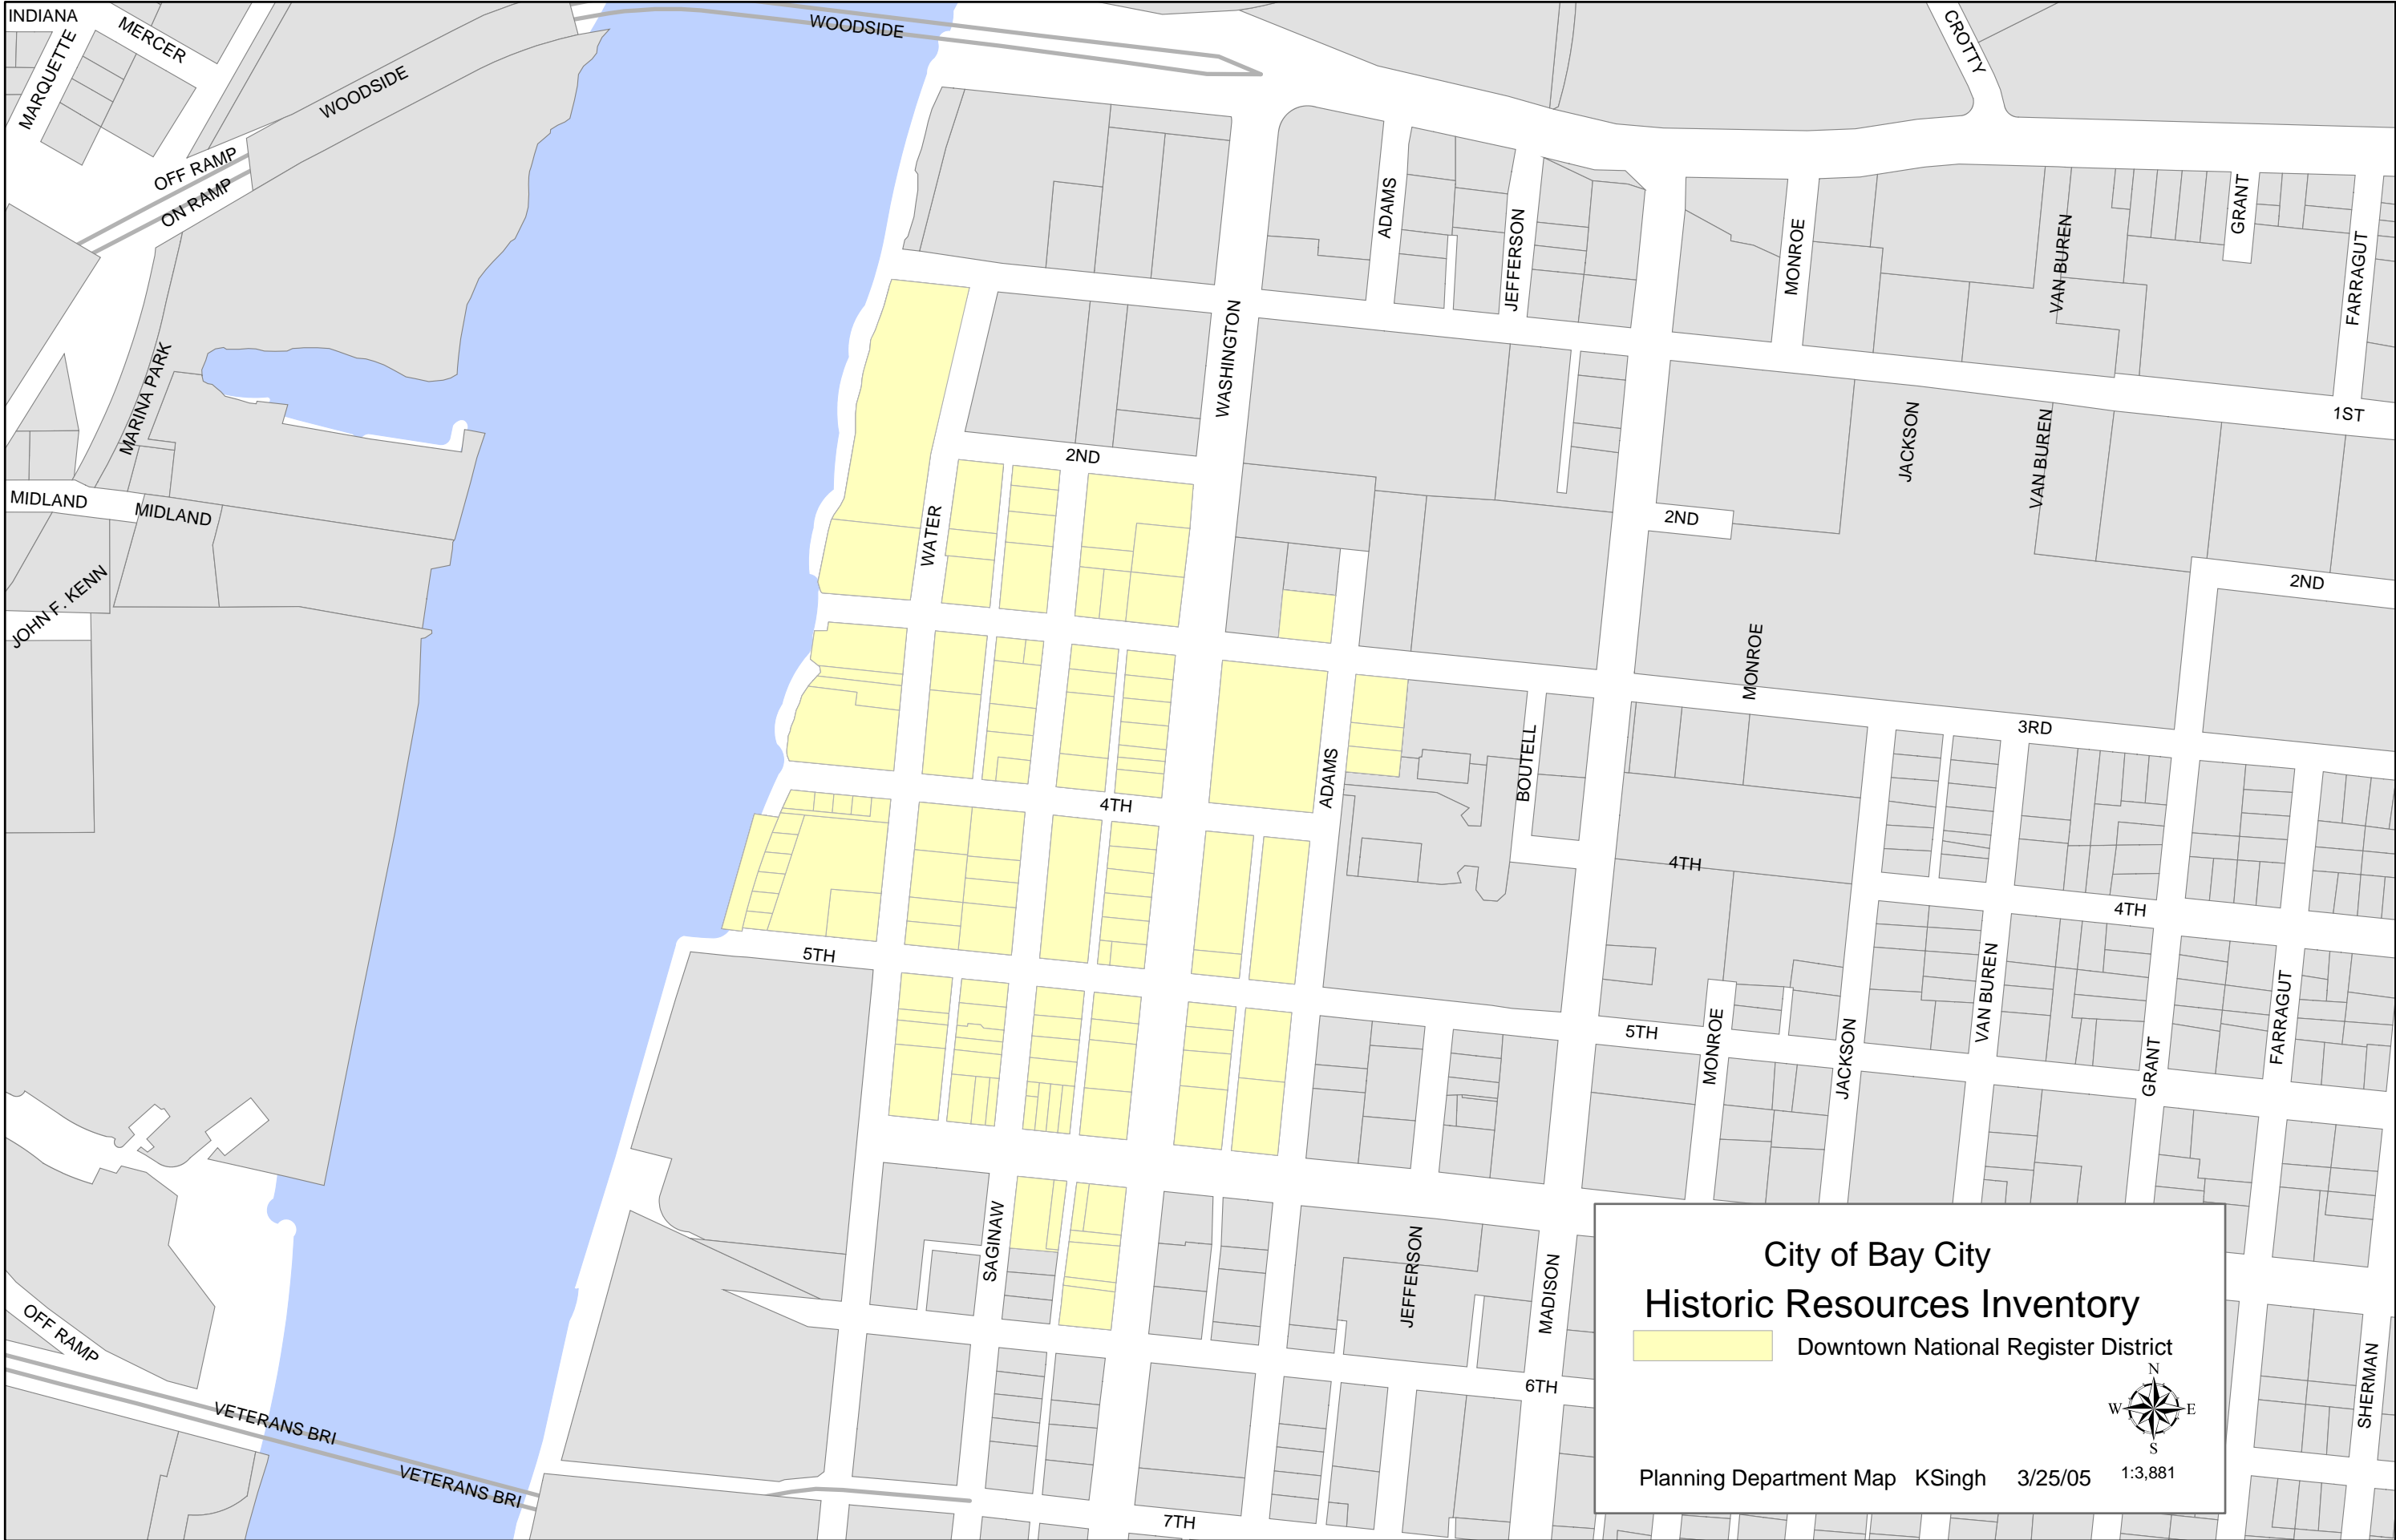 INDIANA
MERCER
MARQUETTE
WOODSIDE
WOODSIDE
CROTTY
OFF RAMP
ON RAMP
ADAMS
JEFFERSON
MONROE
VAN BUREN
GRANT
FARRAGUT
MARINA PARK
WASHINGTON
1ST
JACKSON
VAN BUREN
2ND
MIDLAND
MIDLAND
WATER
2ND
2ND
JOHN F. KENN
MONROE
3RD
ADAMS
BOUTELL
4TH
4TH
4TH
5TH
5TH
MONROE
JACKSON
VAN BUREN
GRANT
FARRAGUT
SAGINAW
JEFFERSON
MADISON
OFF RAMP
VETERANS BRI
VETERANS BRI
6TH
7TH
SHERMAN
City of Bay City
Historic Resources Inventory
Downtown National Register District
N
W E
S
Planning Department Map KSingh 3/25/05 1:3,881